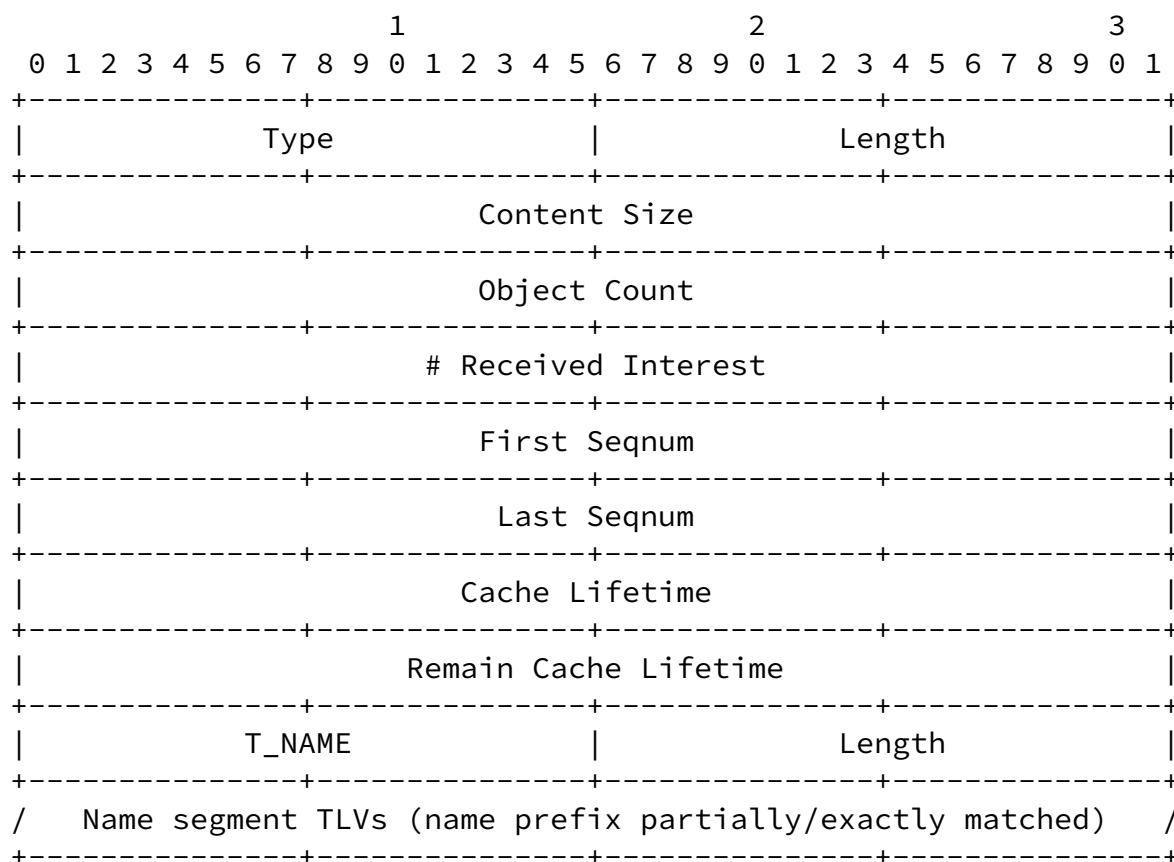 1                   2                   3
 0 1 2 3 4 5 6 7 8 9 0 1 2 3 4 5 6 7 8 9 0 1 2 3 4 5 6 7 8 9 0 1
+---------------+---------------+---------------+---------------+
|             Type              |             Length            |
+---------------+---------------+---------------+---------------+
|                         Content Size                          |
+---------------+---------------+---------------+---------------+
|                         Object Count                          |
+---------------+---------------+---------------+---------------+
|                      # Received Interest                      |
+---------------+---------------+---------------+---------------+
|                         First Seqnum                          |
+---------------+---------------+---------------+---------------+
|                          Last Seqnum                          |
+---------------+---------------+---------------+---------------+
|                        Cache Lifetime                         |
+---------------+---------------+---------------+---------------+
|                     Remain Cache Lifetime                     |
+---------------+---------------+---------------+---------------+
|            T_NAME             |             Length            |
+---------------+---------------+---------------+---------------+
/   Name segment TLVs (name prefix partially/exactly matched)   /
+---------------+---------------+---------------+---------------+